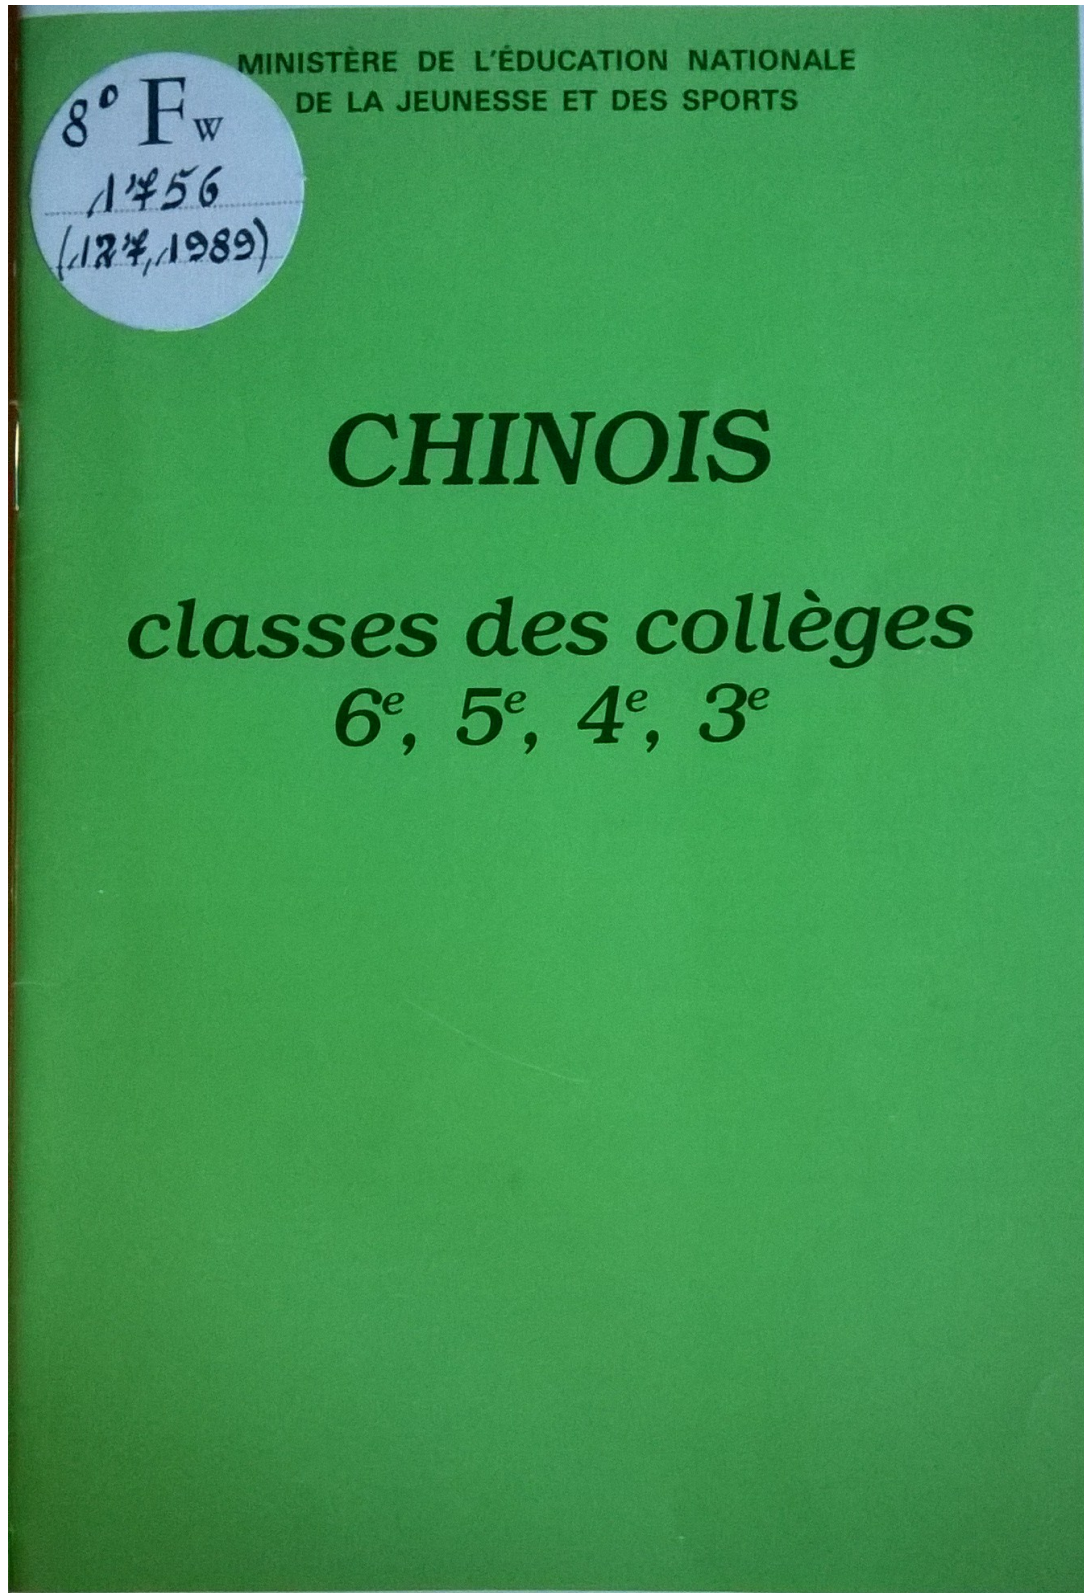 MINISTÈRE DE L'ÉDUCATION NATIONALE
DE LA JEUNESSE ET DES SPORTS
8° Fw
1756
(127, 1989)
CHINOIS
classes des collèges
6e, 5e, 4e, 3e